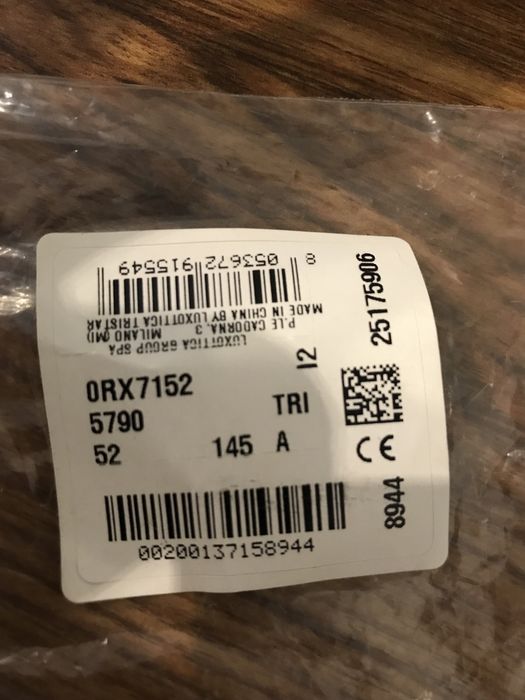 8 053672 915549
MADE IN CHINA BY LUXOTTICA TRISTAR
P.LE CADORNA, 3 MILANO (MI)
LUXOTTICA GROUP SPA
0RX7152
5790
52 145 A
TRI
I2
25175906
CE
8944
00200137158944